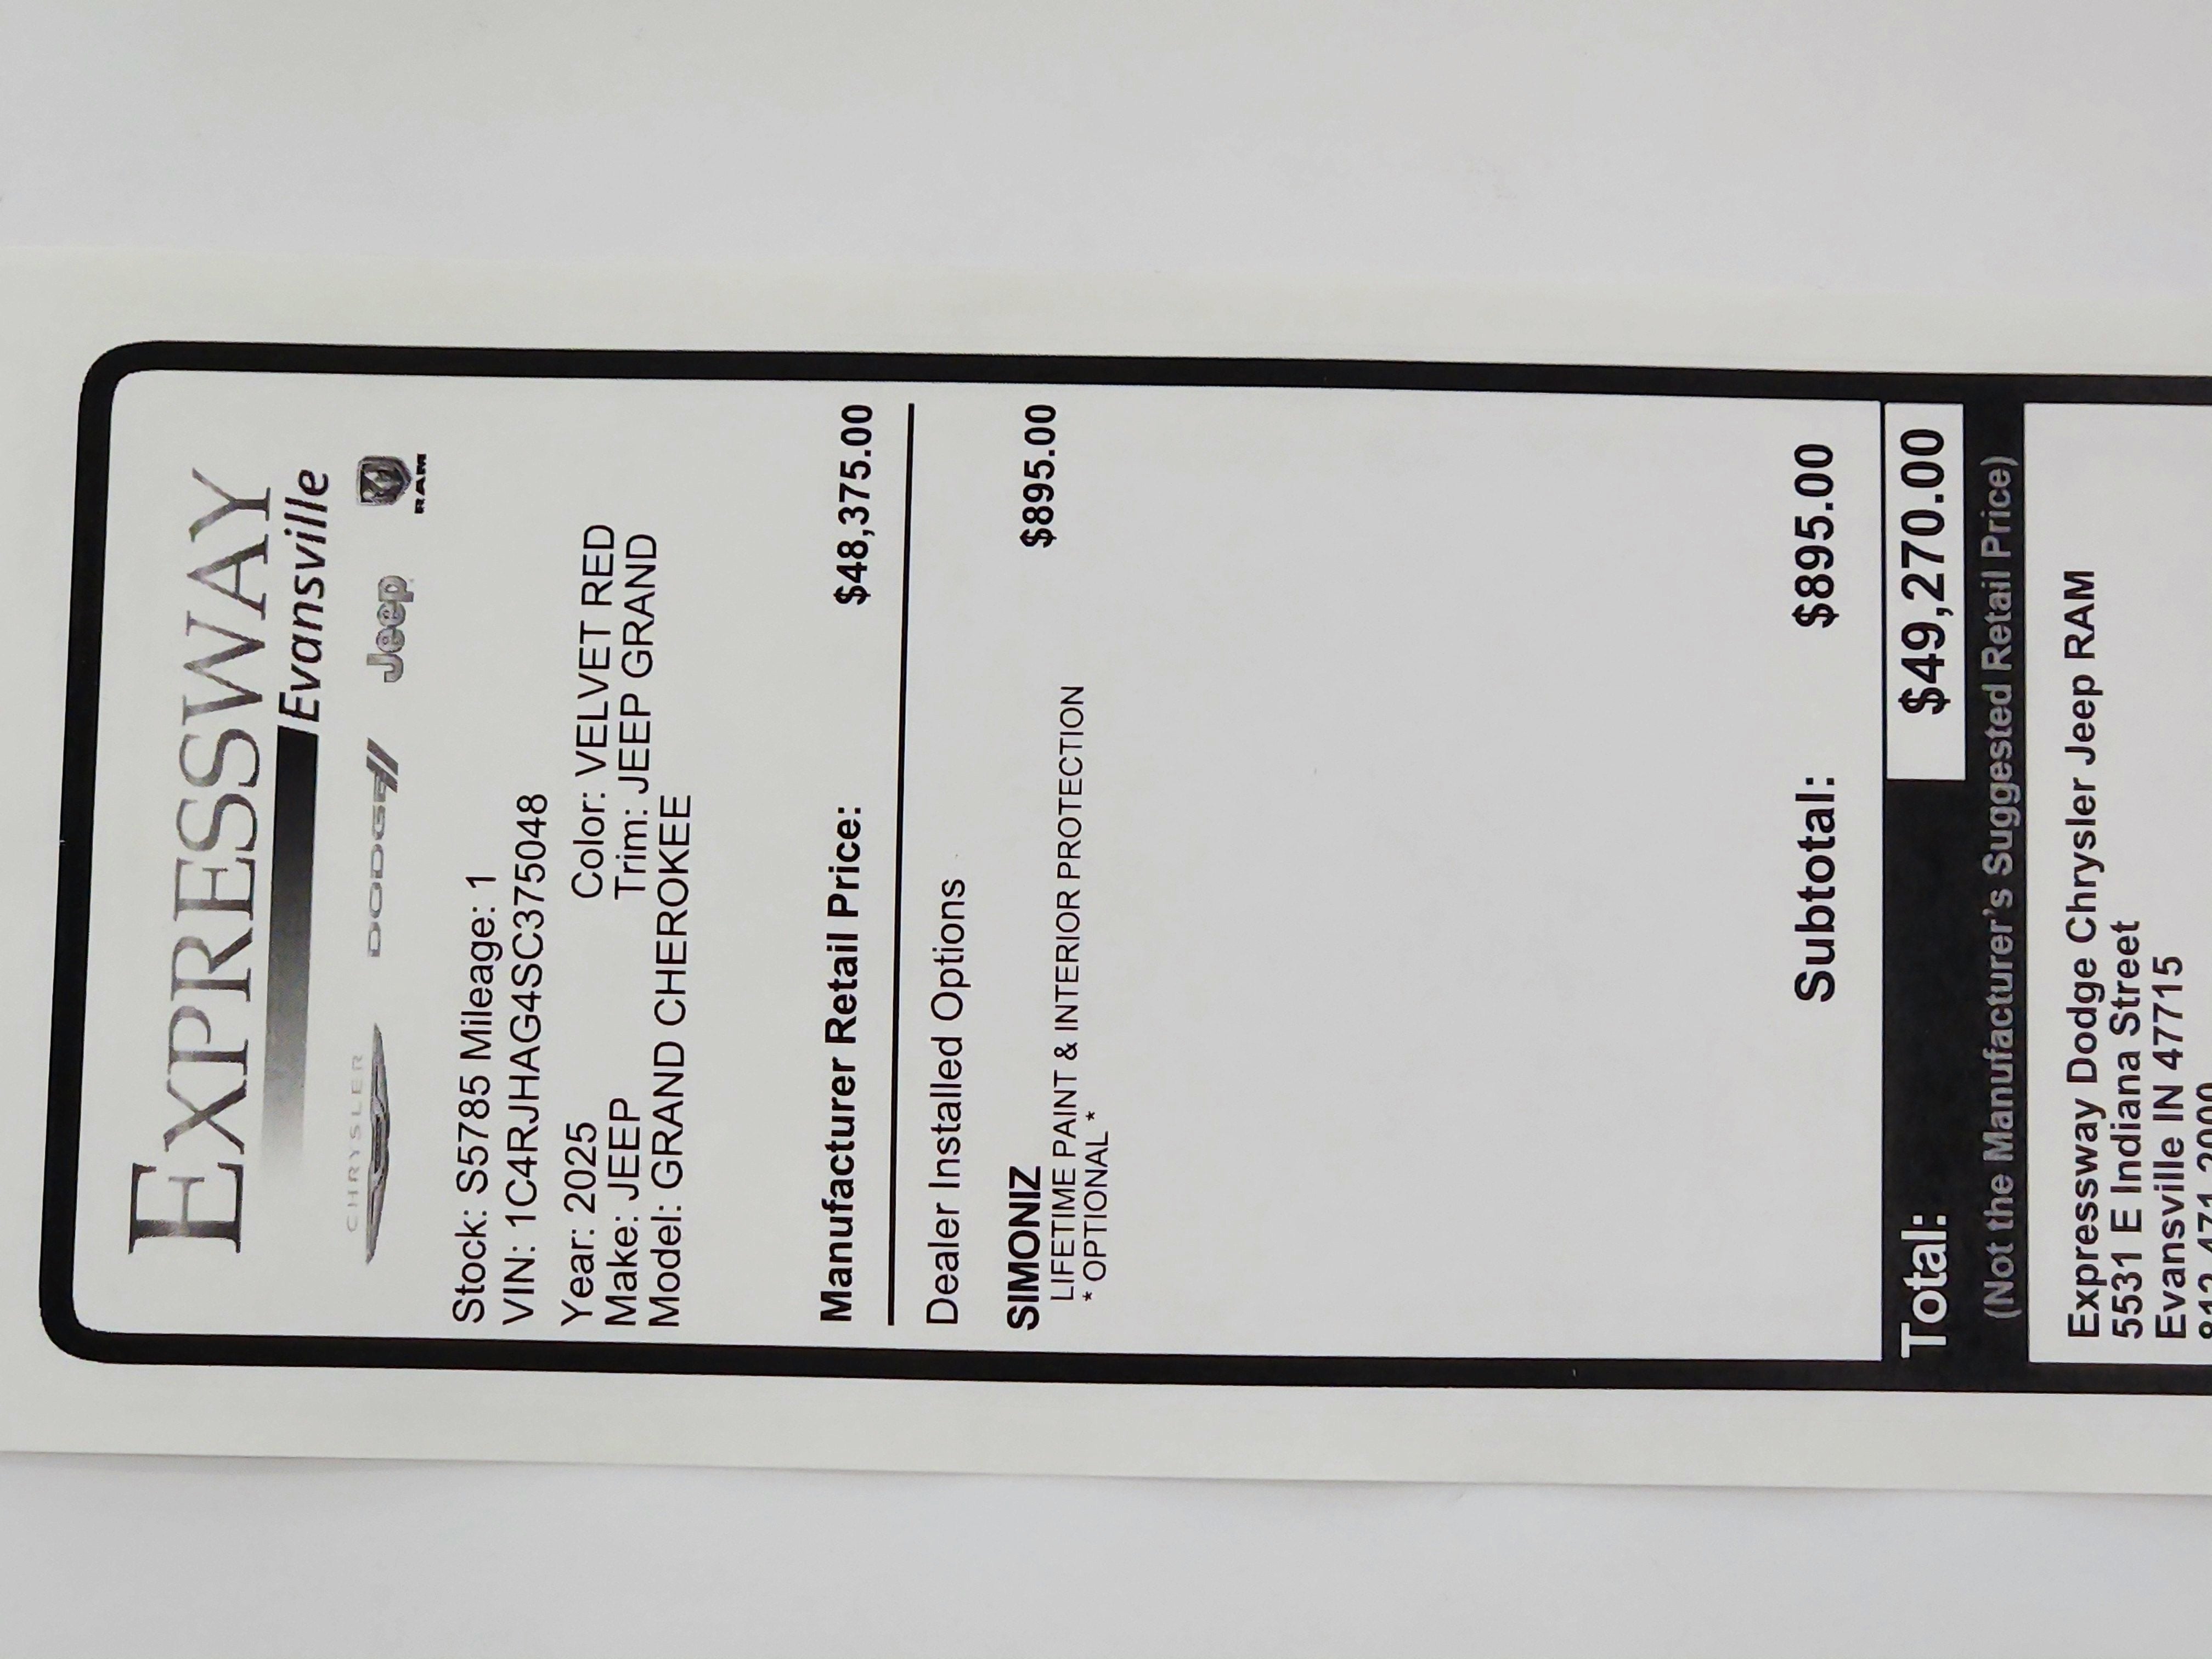 EXPRESSWAY
Evansville
CHRYSLER DODGE Jeep RAM
Stock: S5785 Mileage: 1
VIN: 1C4RJHAG4SC375048
Year: 2025 Color: VELVET RED
Make: JEEP Trim: JEEP GRAND
Model: GRAND CHEROKEE
Manufacturer Retail Price: $48,375.00
Dealer Installed Options
SIMONIZ $895.00
LIFETIME PAINT & INTERIOR PROTECTION
* OPTIONAL *
Subtotal: $895.00
Total: $49,270.00
(Not the Manufacturer's Suggested Retail Price)
Expressway Dodge Chrysler Jeep RAM
5531 E Indiana Street
Evansville IN 47715